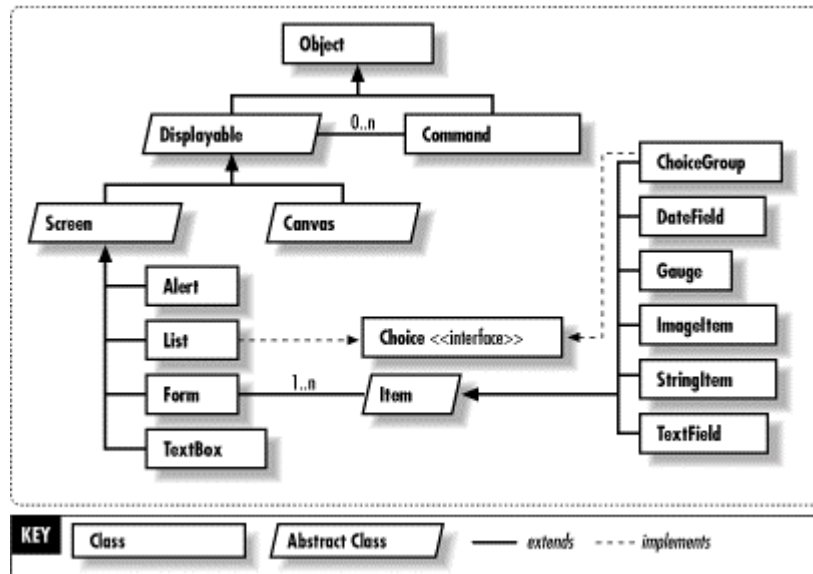 Object
Displayable
0..n
Command
ChoiceGroup
Screen
Canvas
DateField
Alert
Gauge
List
Choice <<interface>>
ImageItem
Form
1..n
Item
StringItem
TextBox
TextField
KEY
Class
Abstract Class
extends
implements